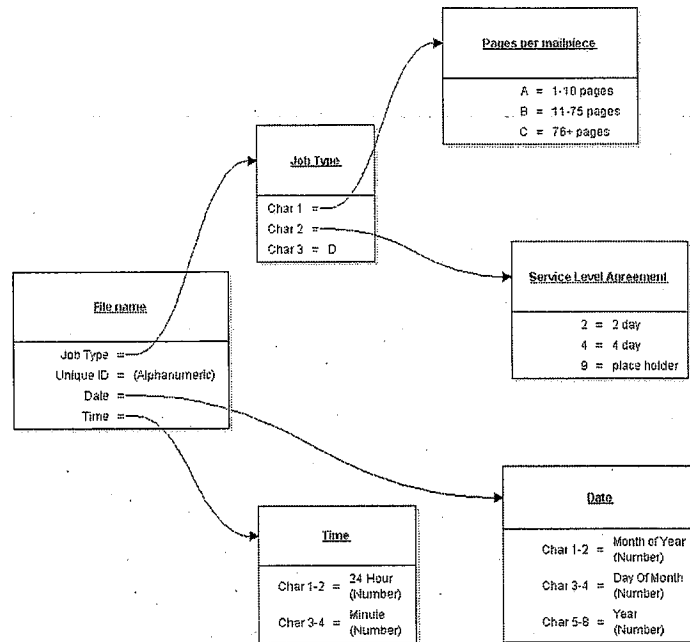 Pages per mailpiece
A = 1-10 pages
B = 11-75 pages
C = 76+ pages
Job Type
Char 1 =
Char 2 =
Char 3 = D
Service Level Agreement
2 = 2 day
4 = 4 day
9 = place holder
File name
Job Type =
Unique ID = (Alphanumeric)
Date =
Time =
Time
Char 1-2 = 24 Hour
(Number)
Char 3-4 = Minute
(Number)
Date
Char 1-2 = Month of Year
(Number)
Char 3-4 = Day Of Month
(Number)
Char 5-8 = Year
(Number)